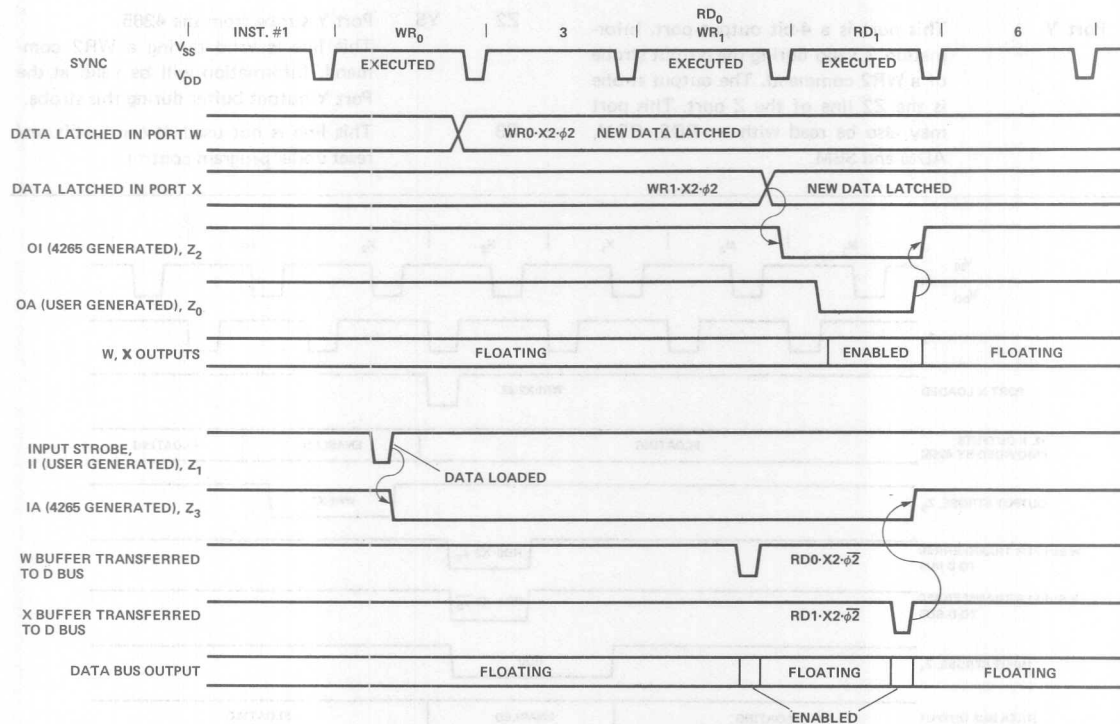 INST. #1 WR0 3 RD0 WR1 RD1 6
SYNC VSS VDD EXECUTED EXECUTED EXECUTED
DATA LATCHED IN PORT W WR0·X2·ϕ2 NEW DATA LATCHED
DATA LATCHED IN PORT X WR1·X2·ϕ2 NEW DATA LATCHED
OI (4265 GENERATED), Z2
OA (USER GENERATED), Z0
W, X OUTPUTS FLOATING ENABLED FLOATING
INPUT STROBE,
II (USER GENERATED), Z1
DATA LOADED
IA (4265 GENERATED), Z3
W BUFFER TRANSFERRED
TO D BUS
RD0·X2·ϕ̅2̅
X BUFFER TRANSFERRED
TO D BUS
RD1·X2·ϕ̅2̅
DATA BUS OUTPUT FLOATING FLOATING FLOATING
ENABLED